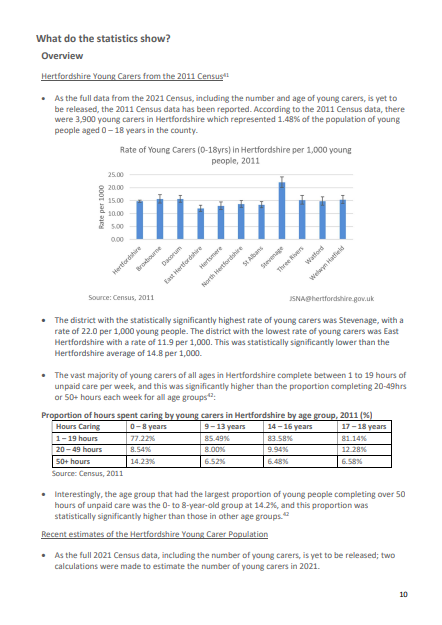 What do the statistics show?
Overview
Hertfordshire Young Carers from the 2011 Census⁴¹
• As the full data from the 2021 Census, including the number and age of young carers, is yet to
be released, the 2011 Census data has been reported. According to the 2011 Census data, there
were 3,900 young carers in Hertfordshire which represented 1.48% of the population of young
people aged 0 – 18 years in the county.
Rate of Young Carers (0-18yrs) in Hertfordshire per 1,000 young
people, 2011
Rate per 1000
25.00
20.00
15.00
10.00
5.00
0.00
Hertfordshire
Broxbourne
Dacorum
East Hertfordshire
Hertsmere
North Hertfordshire
St Albans
Stevenage
Three Rivers
Watford
Welwyn Hatfield
Source: Census, 2011 JSNA@hertfordshire.gov.uk
• The district with the statistically significantly highest rate of young carers was Stevenage, with a
rate of 22.0 per 1,000 young people. The district with the lowest rate of young carers was East
Hertfordshire with a rate of 11.9 per 1,000. This was statistically significantly lower than the
Hertfordshire average of 14.8 per 1,000.
• The vast majority of young carers of all ages in Hertfordshire complete between 1 to 19 hours of
unpaid care per week, and this was significantly higher than the proportion completing 20-49hrs
or 50+ hours each week for all age groups⁴²:
Proportion of hours spent caring by young carers in Hertfordshire by age group, 2011 (%)
Hours Caring 0 – 8 years 9 – 13 years 14 – 16 years 17 – 18 years
1 – 19 hours 77.22% 85.49% 83.58% 81.14%
20 – 49 hours 8.54% 8.00% 9.94% 12.28%
50+ hours 14.23% 6.52% 6.48% 6.58%
Source: Census, 2011
• Interestingly, the age group that had the largest proportion of young people completing over 50
hours of unpaid care was the 0- to 8-year-old group at 14.2%, and this proportion was
statistically significantly higher than those in other age groups.⁴²
Recent estimates of the Hertfordshire Young Carer Population
• As the full 2021 Census data, including the number of young carers, is yet to be released; two
calculations were made to estimate the number of young carers in 2021.
10